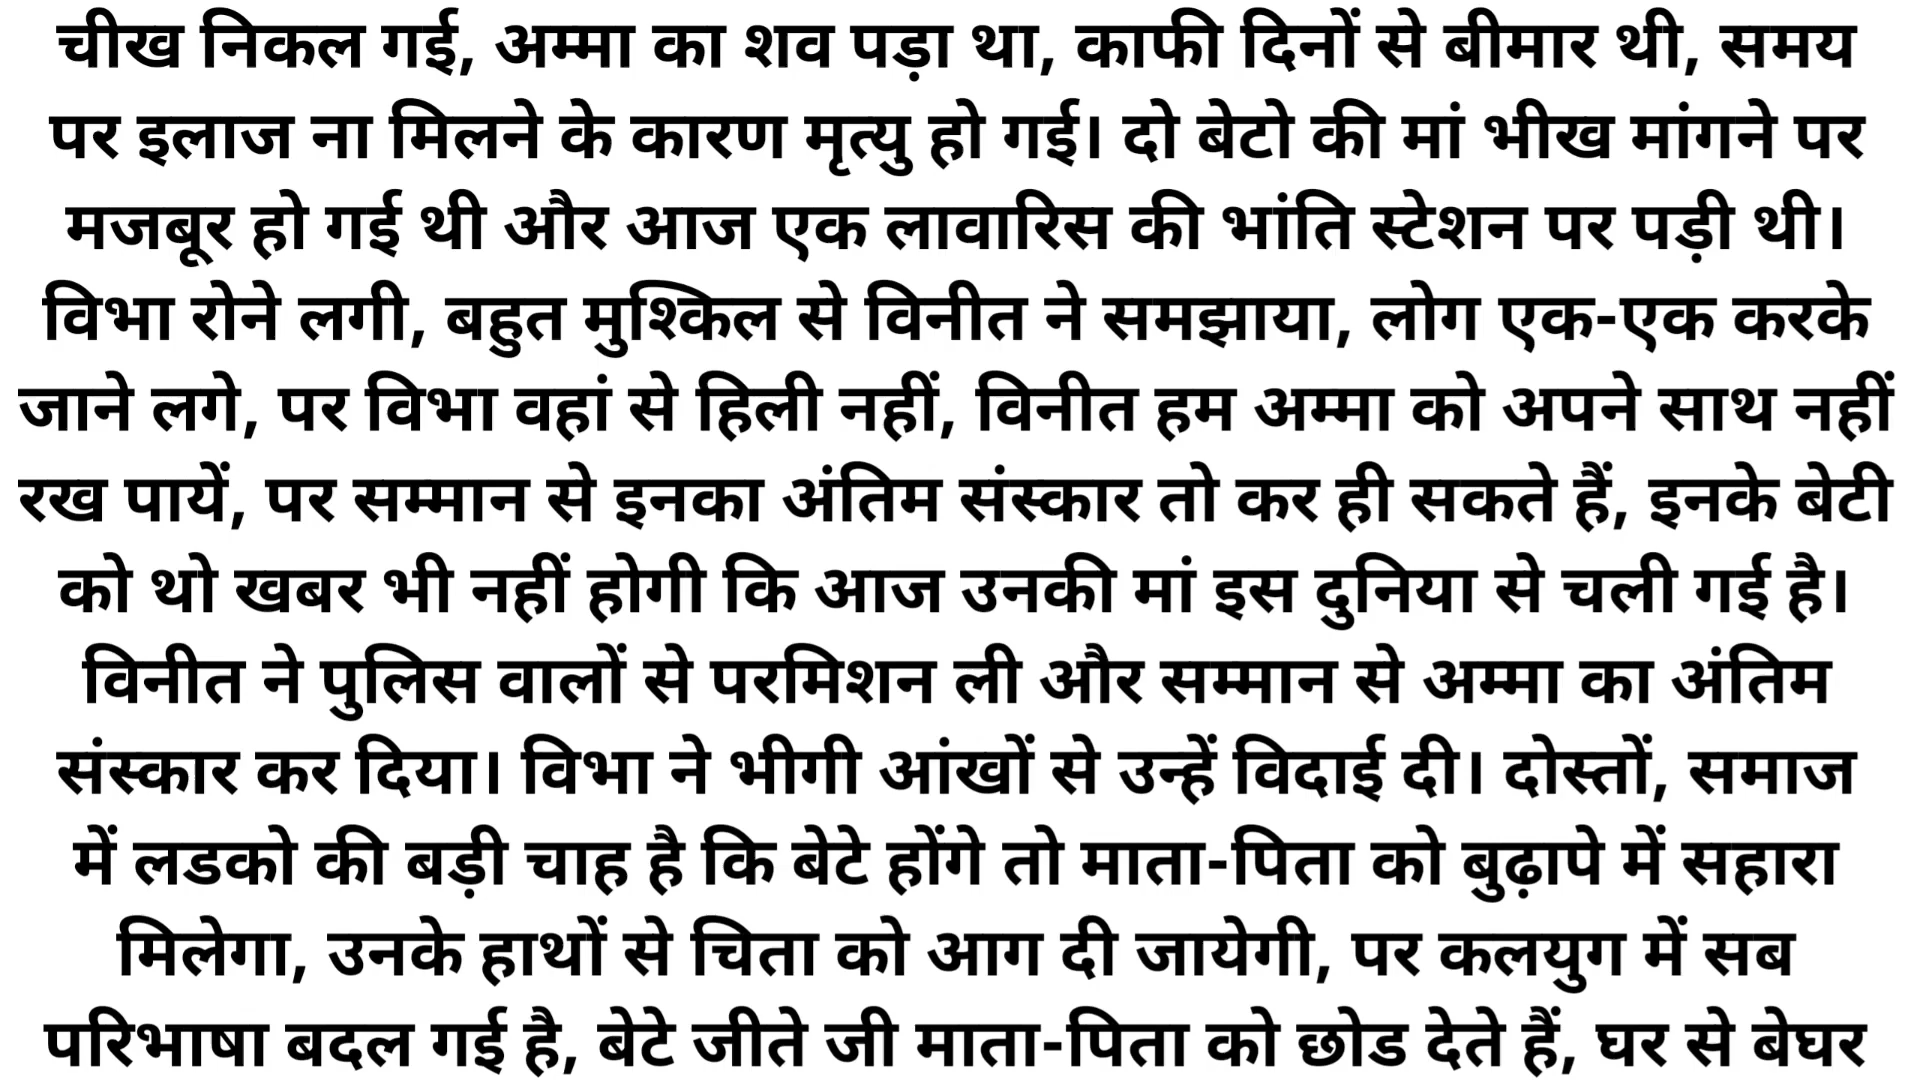 चीख निकल गई, अम्मा का शव पड़ा था, काफी दिनों से बीमार थी, समय
पर इलाज ना मिलने के कारण मृत्यु हो गई। दो बेटो की मां भीख मांगने पर
मजबूर हो गई थी और आज एक लावारिस की भांति स्टेशन पर पड़ी थी।
विभा रोने लगी, बहुत मुश्किल से विनीत ने समझाया, लोग एक-एक करके
जाने लगे, पर विभा वहां से हिली नहीं, विनीत हम अम्मा को अपने साथ नहीं
रख पायें, पर सम्मान से इनका अंतिम संस्कार तो कर ही सकते हैं, इनके बेटी
को थो खबर भी नहीं होगी कि आज उनकी मां इस दुनिया से चली गई है।
विनीत ने पुलिस वालों से परमिशन ली और सम्मान से अम्मा का अंतिम
संस्कार कर दिया। विभा ने भीगी आंखों से उन्हें विदाई दी। दोस्तों, समाज
में लडको की बड़ी चाह है कि बेटे होंगे तो माता-पिता को बुढ़ापे में सहारा
मिलेगा, उनके हाथों से चिता को आग दी जायेगी, पर कलयुग में सब
परिभाषा बदल गई है, बेटे जीते जी माता-पिता को छोड देते हैं, घर से बेघर